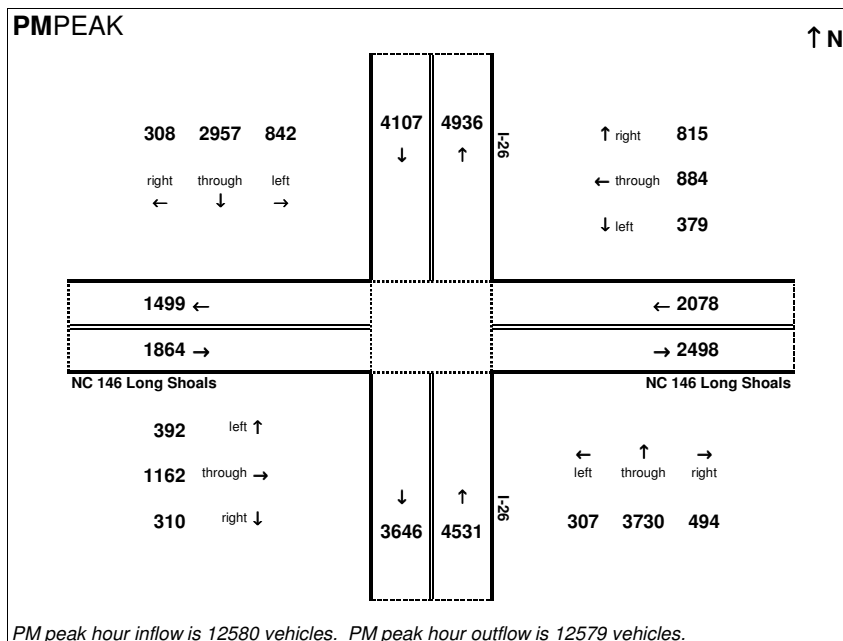 PMPEAK
↑ N
308 2957 842
right through left
← ↓ →
4107 4936
↓ ↑
I-26
↑ right 815
← through 884
↓ left 379
1499 ←
← 2078
1864 →
→ 2498
NC 146 Long Shoals
NC 146 Long Shoals
392 left ↑
1162 through →
310 right ↓
↓ ↑
3646 4531
I-26
← ↑ →
left through right
307 3730 494
PM peak hour inflow is 12580 vehicles. PM peak hour outflow is 12579 vehicles.